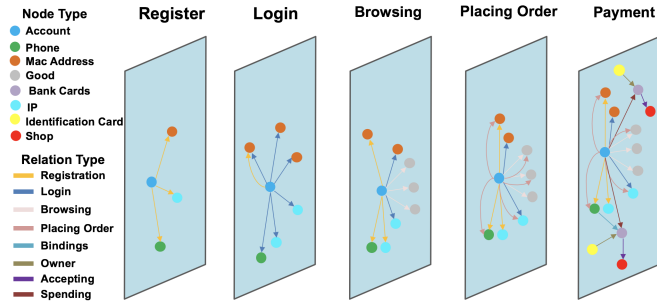 Node Type
Account
Phone
Mac Address
Good
Bank Cards
IP
Identification Card
Shop
Relation Type
Registration
Login
Browsing
Placing Order
Bindings
Owner
Accepting
Spending
Register
Login
Browsing
Placing Order
Payment